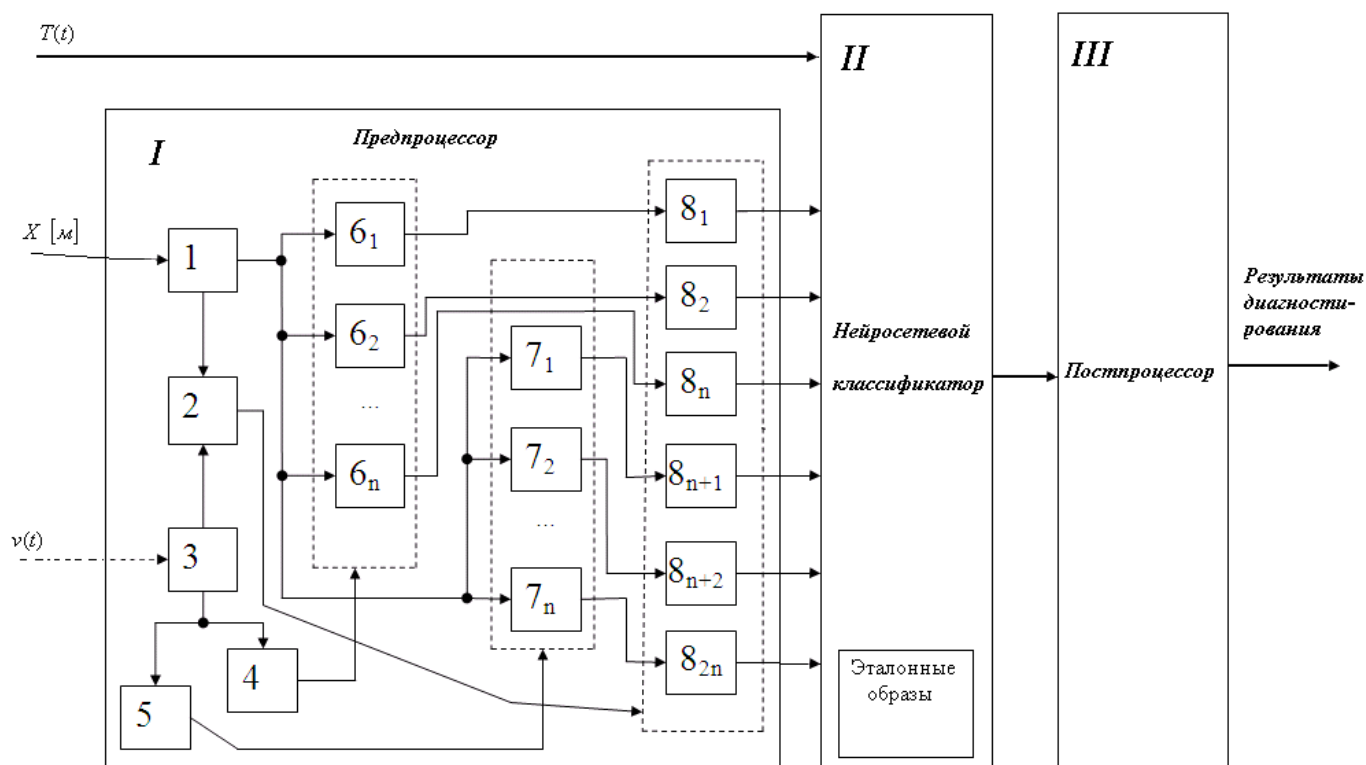 T(t)
II
III
Предпроцессор
I
8₁
6₁
X [м]
1
Результаты
диагности-
рования
8₂
6₂
7₁
Нейросетевой
8ₙ
Постпроцессор
классификатор
2
...
7₂
6ₙ
8ₙ₊₁
...
v(t)
3
8ₙ₊₂
7ₙ
4
8₂ₙ
Эталонные
образы
5